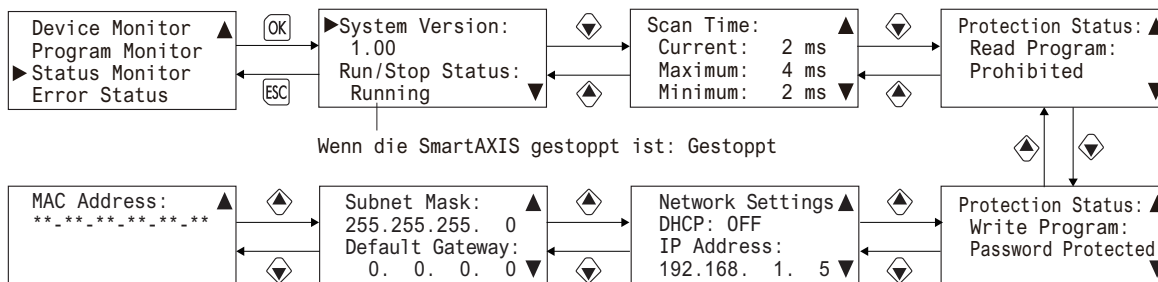 Device Monitor
Program Monitor
Status Monitor
Error Status
OK
ESC
System Version:
1.00
Run/Stop Status:
Running
Scan Time:
Current: 2 ms
Maximum: 4 ms
Minimum: 2 ms
Protection Status:
Read Program:
Prohibited
Wenn die SmartAXIS gestoppt ist: Gestoppt
MAC Address:
**-**-**-**-**-**
Subnet Mask:
255.255.255. 0
Default Gateway:
0. 0. 0. 0
Network Settings
DHCP: OFF
IP Address:
192.168. 1. 5
Protection Status:
Write Program:
Password Protected